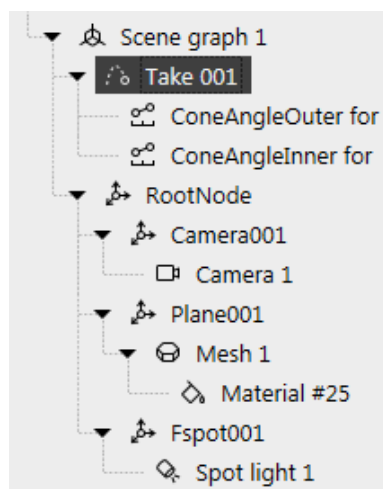 Scene graph 1
Take 001
ConeAngleOuter for
ConeAngleInner for
RootNode
Camera001
Camera 1
Plane001
Mesh 1
Material #25
Fspot001
Spot light 1